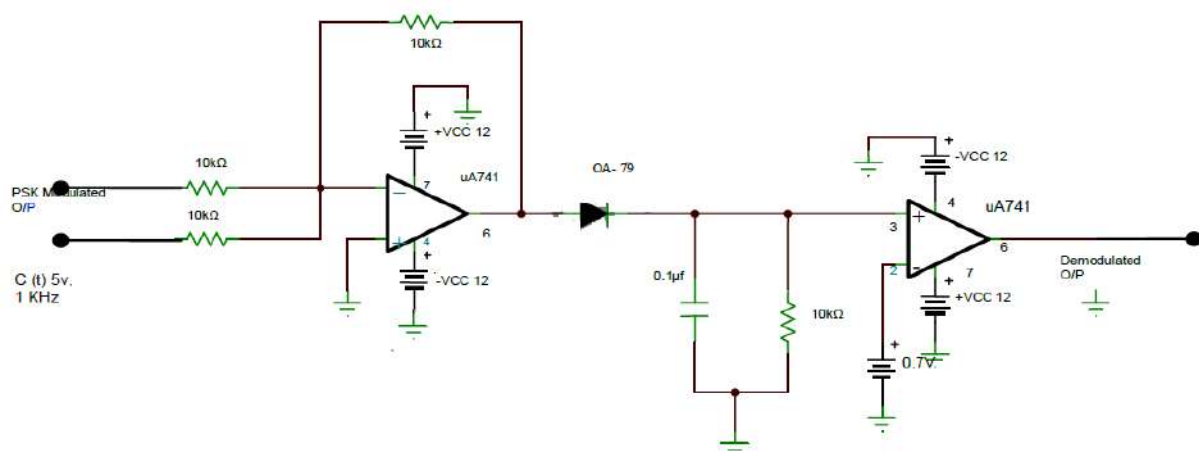 10kΩ
+VCC 12
-VCC 12
10kΩ
uA741
OA- 79
7
uA741
4
PSK Modulated
O/P
10kΩ
3
6
4
6
2
7
Demodulated
O/P
C (t) 5v.
1 KHz
-VCC 12
0.1µf
10kΩ
+VCC 12
0.7V.